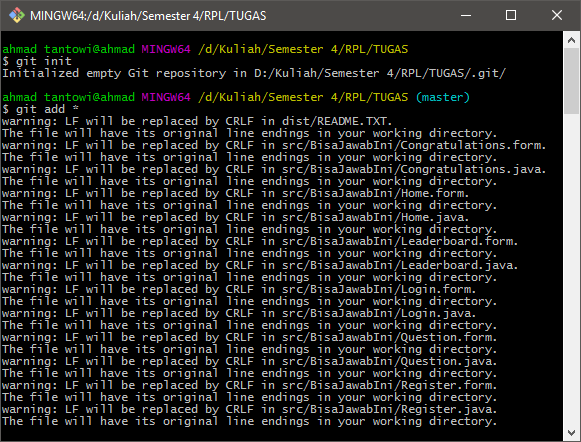 MINGW64:/d/Kuliah/Semester 4/RPL/TUGAS
ahmad tantowi@ahmad MINGW64 /d/Kuliah/Semester 4/RPL/TUGAS
$ git init
Initialized empty Git repository in D:/Kuliah/Semester 4/RPL/TUGAS/.git/
ahmad tantowi@ahmad MINGW64 /d/Kuliah/Semester 4/RPL/TUGAS (master)
$ git add *
warning: LF will be replaced by CRLF in dist/README.TXT.
The file will have its original line endings in your working directory.
warning: LF will be replaced by CRLF in src/BisaJawabIni/Congratulations.form.
The file will have its original line endings in your working directory.
warning: LF will be replaced by CRLF in src/BisaJawabIni/Congratulations.java.
The file will have its original line endings in your working directory.
warning: LF will be replaced by CRLF in src/BisaJawabIni/Home.form.
The file will have its original line endings in your working directory.
warning: LF will be replaced by CRLF in src/BisaJawabIni/Home.java.
The file will have its original line endings in your working directory.
warning: LF will be replaced by CRLF in src/BisaJawabIni/Leaderboard.form.
The file will have its original line endings in your working directory.
warning: LF will be replaced by CRLF in src/BisaJawabIni/Leaderboard.java.
The file will have its original line endings in your working directory.
warning: LF will be replaced by CRLF in src/BisaJawabIni/Login.form.
The file will have its original line endings in your working directory.
warning: LF will be replaced by CRLF in src/BisaJawabIni/Login.java.
The file will have its original line endings in your working directory.
warning: LF will be replaced by CRLF in src/BisaJawabIni/Question.form.
The file will have its original line endings in your working directory.
warning: LF will be replaced by CRLF in src/BisaJawabIni/Question.java.
The file will have its original line endings in your working directory.
warning: LF will be replaced by CRLF in src/BisaJawabIni/Register.form.
The file will have its original line endings in your working directory.
warning: LF will be replaced by CRLF in src/BisaJawabIni/Register.java.
The file will have its original line endings in your working directory.